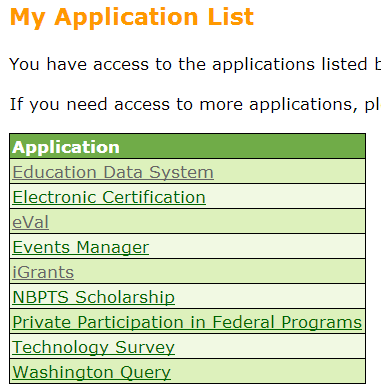 My Application List
You have access to the applications listed
If you need access to more applications,
Application
Education Data System
Electronic Certification
eVal
Events Manager
iGrants
NBPTS Scholarship
Private Participation in Federal Programs
Technology Survey
Washington Query